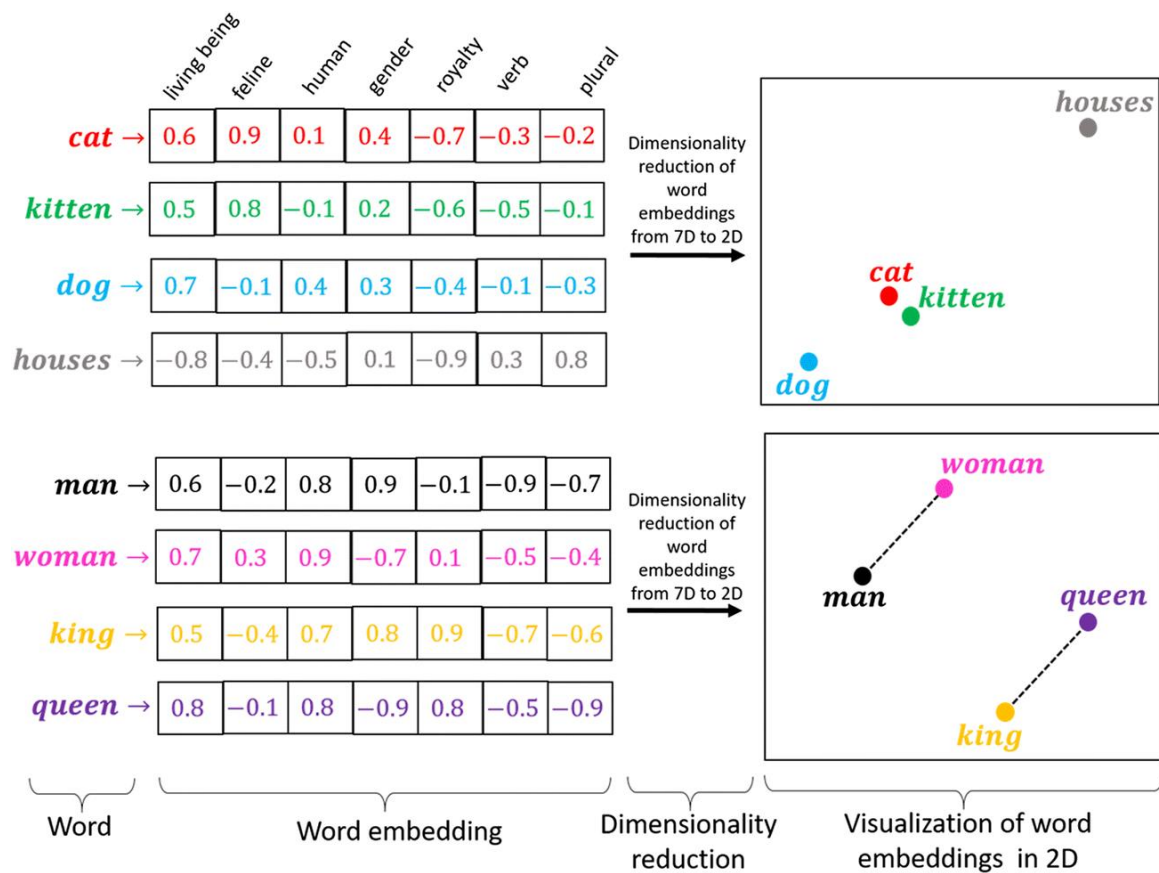 living being feline human gender royalty verb plural
cat → 0.6 0.9 0.1 0.4 −0.7 −0.3 −0.2
kitten → 0.5 0.8 −0.1 0.2 −0.6 −0.5 −0.1
dog → 0.7 −0.1 0.4 0.3 −0.4 −0.1 −0.3
houses → −0.8 −0.4 −0.5 0.1 −0.9 0.3 0.8
Dimensionality
reduction of
word
embeddings
from 7D to 2D
houses
cat
kitten
dog
man → 0.6 −0.2 0.8 0.9 −0.1 −0.9 −0.7
woman → 0.7 0.3 0.9 −0.7 0.1 −0.5 −0.4
king → 0.5 −0.4 0.7 0.8 0.9 −0.7 −0.6
queen → 0.8 −0.1 0.8 −0.9 0.8 −0.5 −0.9
Dimensionality
reduction of
word
embeddings
from 7D to 2D
woman
man
queen
king
Word
Word embedding
Dimensionality
reduction
Visualization of word
embeddings in 2D